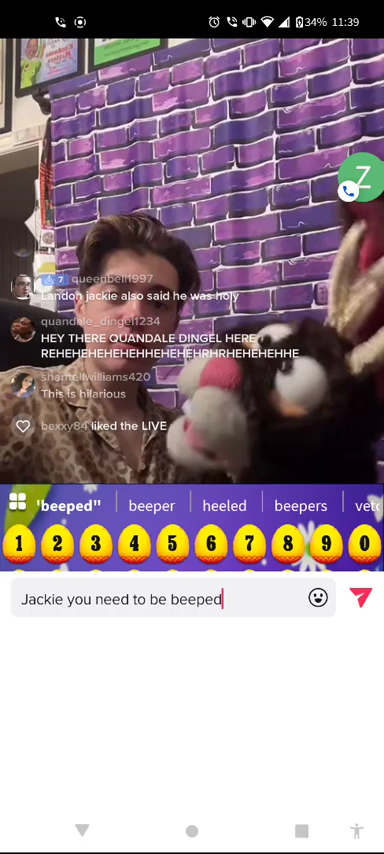 34% 11:39
Z
7 queenbell1997
Landon jackie also said he was holy
quandale_dingel1234
HEY THERE QUANDALE DINGEL HERE
REHEHEHEHEHHEHEHEHRHRHEHEHEHHE
shantellwilliams420
This is hilarious
bexxy84 liked the LIVE
"beeped" beeper heeled beepers
1 2 3 4 5 6 7 8 9 0
Jackie you need to be beeped